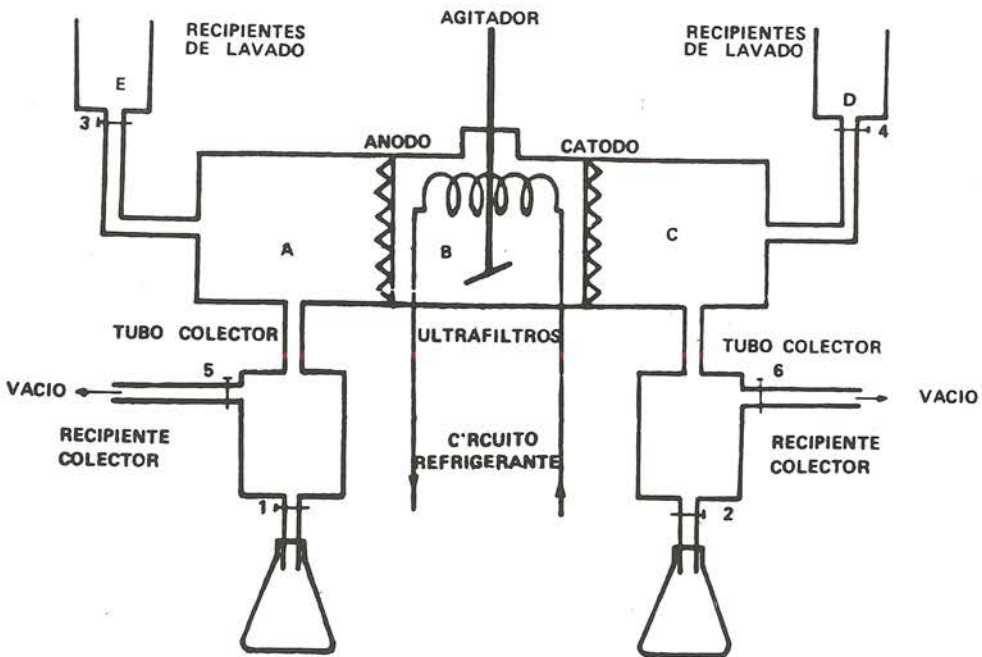 AGITADOR
RECIPIENTES
DE LAVADO
RECIPIENTES
DE LAVADO
E
D
3
4
ANODO
CATODO
A
B
C
TUBO COLECTOR
ULTRAFILTROS
TUBO COLECTOR
5
6
VACIO
VACIO
RECIPIENTE
COLECTOR
C'RCUITO
REFRIGERANTE
RECIPIENTE
COLECTOR
1
2